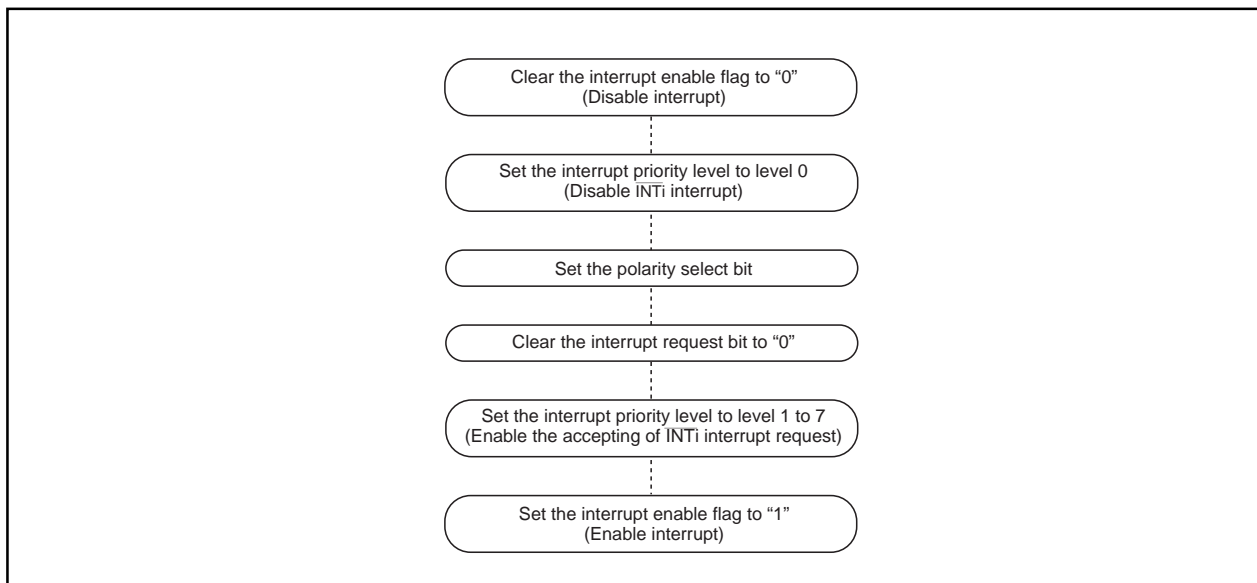 Clear the interrupt enable flag to “0”
(Disable interrupt)
Set the interrupt priority level to level 0
(Disable I̅N̅T̅i interrupt)
Set the polarity select bit
Clear the interrupt request bit to “0”
Set the interrupt priority level to level 1 to 7
(Enable the accepting of I̅N̅T̅i interrupt request)
Set the interrupt enable flag to “1”
(Enable interrupt)